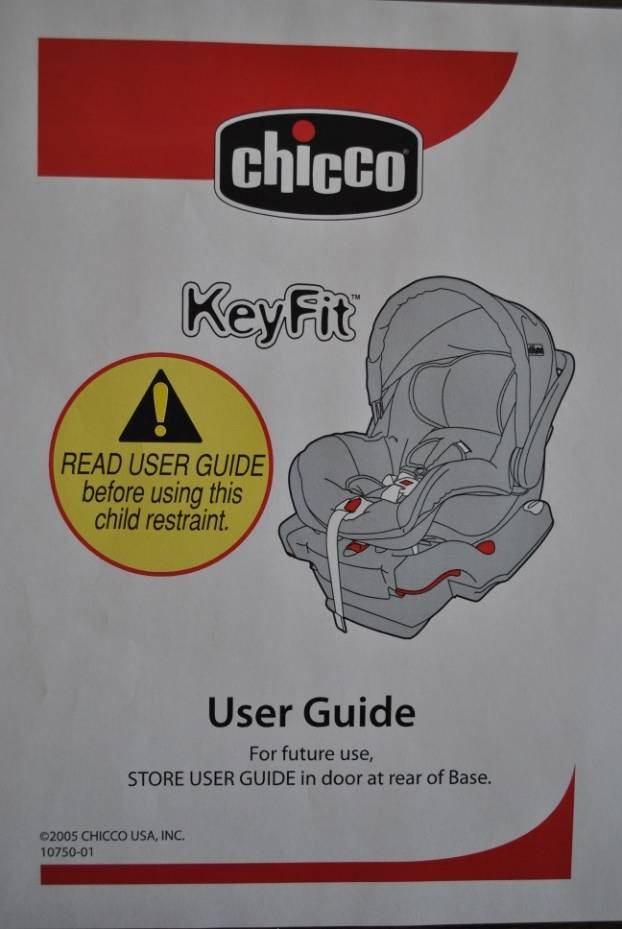 chicco®
KeyFit™
READ USER GUIDE
before using this
child restraint.
User Guide
For future use,
STORE USER GUIDE in door at rear of Base.
©2005 CHICCO USA, INC.
10750-01